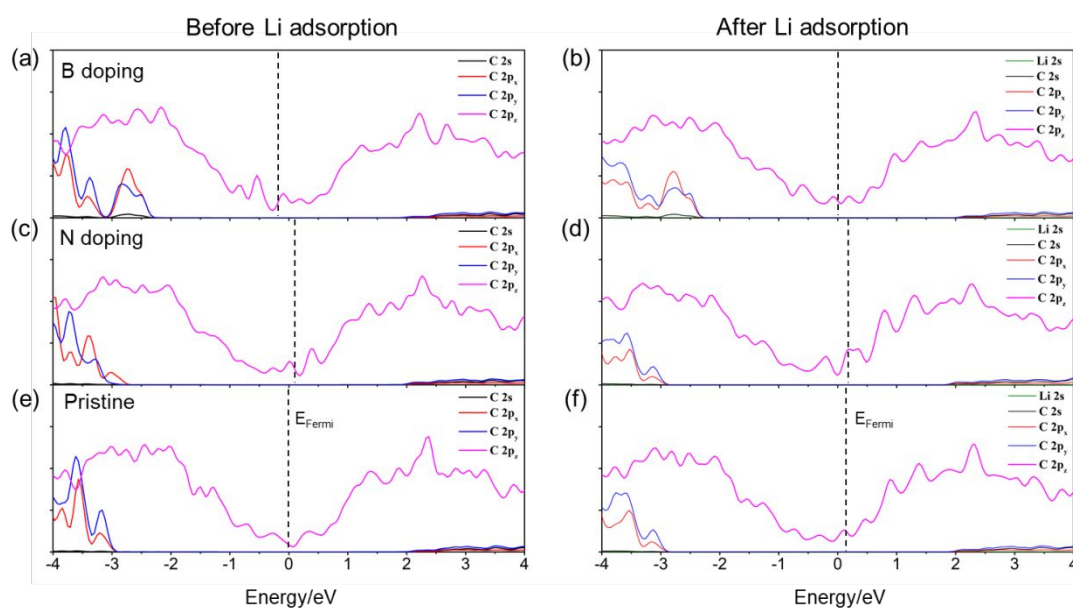 Before Li adsorption
After Li adsorption
(a)
B doping
C 2s
C 2px
C 2py
C 2pz
(b)
Li 2s
C 2s
C 2px
C 2py
C 2pz
(c)
N doping
C 2s
C 2px
C 2py
C 2pz
(d)
Li 2s
C 2s
C 2px
C 2py
C 2pz
(e)
Pristine
EFermi
C 2s
C 2px
C 2py
C 2pz
(f)
EFermi
Li 2s
C 2s
C 2px
C 2py
C 2pz
-4 -3 -2 -1 0 1 2 3 4
-4 -3 -2 -1 0 1 2 3 4
Energy/eV
Energy/eV